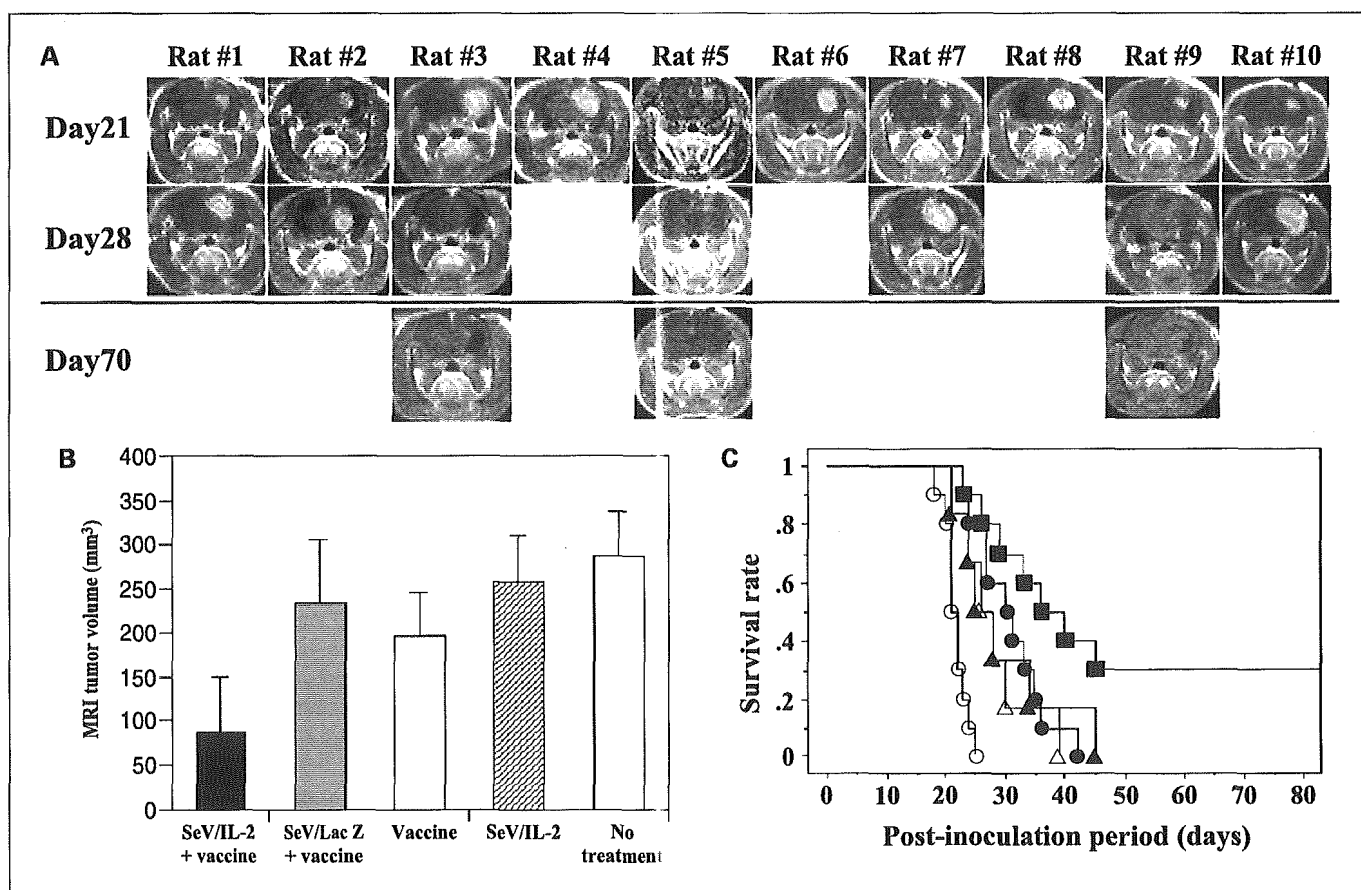 A Rat #1 Rat #2 Rat #3 Rat #4 Rat #5 Rat #6 Rat #7 Rat #8 Rat #9 Rat #10
Day21
Day28
Day70
B
400
350
300
250
200
150
100
50
0
MRI tumor volume (mm³)
SeV/IL-2 + vaccine
SeV/Lac Z + vaccine
Vaccine
SeV/IL-2
No treatment
C
1
.8
.6
.4
.2
0
Survival rate
0 10 20 30 40 50 60 70 80
Post-inoculation period (days)